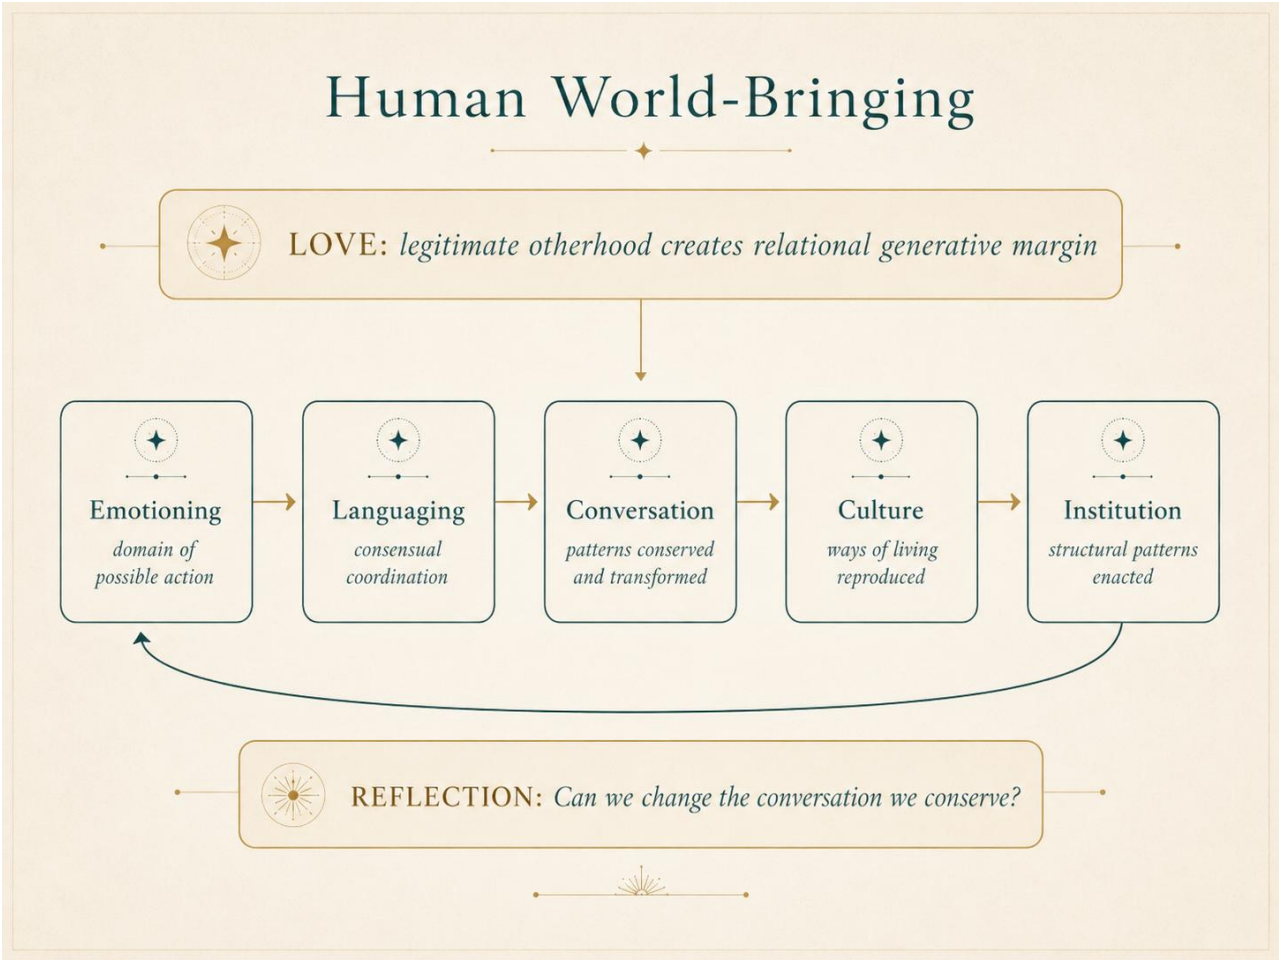 Human World-Bringing
LOVE: legitimate otherhood creates relational generative margin
Emotioning
domain of
possible action
Languaging
consensual
coordination
Conversation
patterns conserved
and transformed
Culture
ways of living
reproduced
Institution
structural patterns
enacted
REFLECTION: Can we change the conversation we conserve?